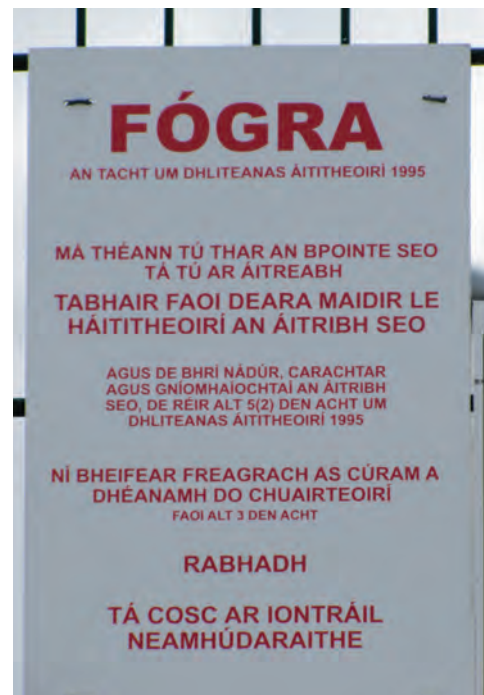 FÓGRA
AN TACHT UM DHLITEANAS ÁITITHEOIRÍ 1995
MÁ THÉANN TÚ THAR AN BPOINTE SEO
TÁ TÚ AR ÁITREABH
TABHAIR FAOI DEARA MAIDIR LE
HÁITITHEOIRÍ AN ÁITRIBH SEO
AGUS DE BHRÍ NÁDÚR, CARACHTAR
AGUS GNÍOMHAÍOCHTAÍ AN ÁITRIBH
SEO, DE RÉIR ALT 5(2) DEN ACHT UM
DHLITEANAS ÁITITHEOIRÍ 1995
NÍ BHEIFEAR FREAGRACH AS CÚRAM A
DHÉANAMH DO CHUAIRTEOIRÍ
FAOI ALT 3 DEN ACHT
RABHADH
TÁ COSC AR IONTRÁIL
NEAMHÚDARAITHE